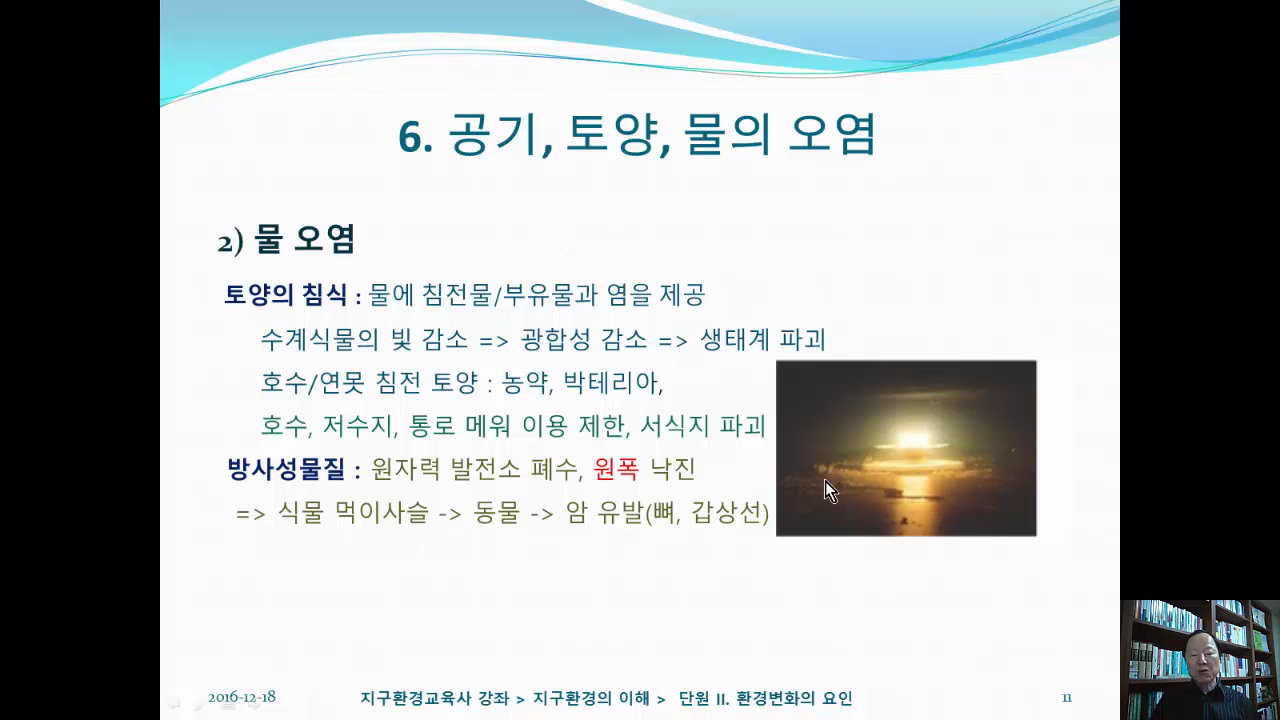 6. 공기, 토양, 물의 오염
2) 물 오염
토양의 침식 : 물에 침전물/부유물과 염을 제공
수계식물의 빛 감소 => 광합성 감소 => 생태계 파괴
호수/연못 침전 토양 : 농약, 박테리아,
호수, 저수지, 통로 메워 이용 제한, 서식지 파괴
방사성물질 : 원자력 발전소 폐수, 원폭 낙진
=> 식물 먹이사슬 -> 동물 -> 암 유발(뼈, 갑상선)
2016-12-18
지구환경교육사 강좌 > 지구환경의 이해 > 단원 II. 환경변화의 요인
11